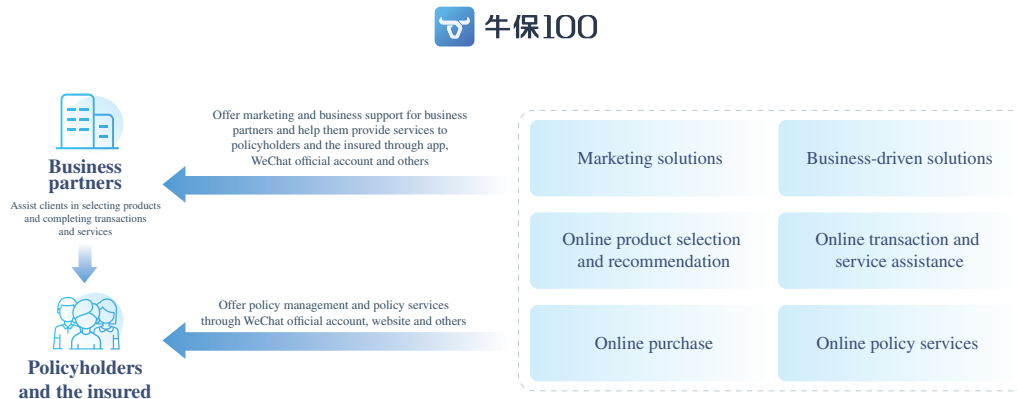 牛保100
Offer marketing and business support for business
partners and help them provide services to
policyholders and the insured through app,
WeChat official account and others
Business
partners
Assist clients in selecting products
and completing transactions
and services
Marketing solutions
Business-driven solutions
Online product selection
and recommendation
Online transaction and
service assistance
Offer policy management and policy services
through WeChat official account, website and others
Policyholders
and the insured
Online purchase
Online policy services